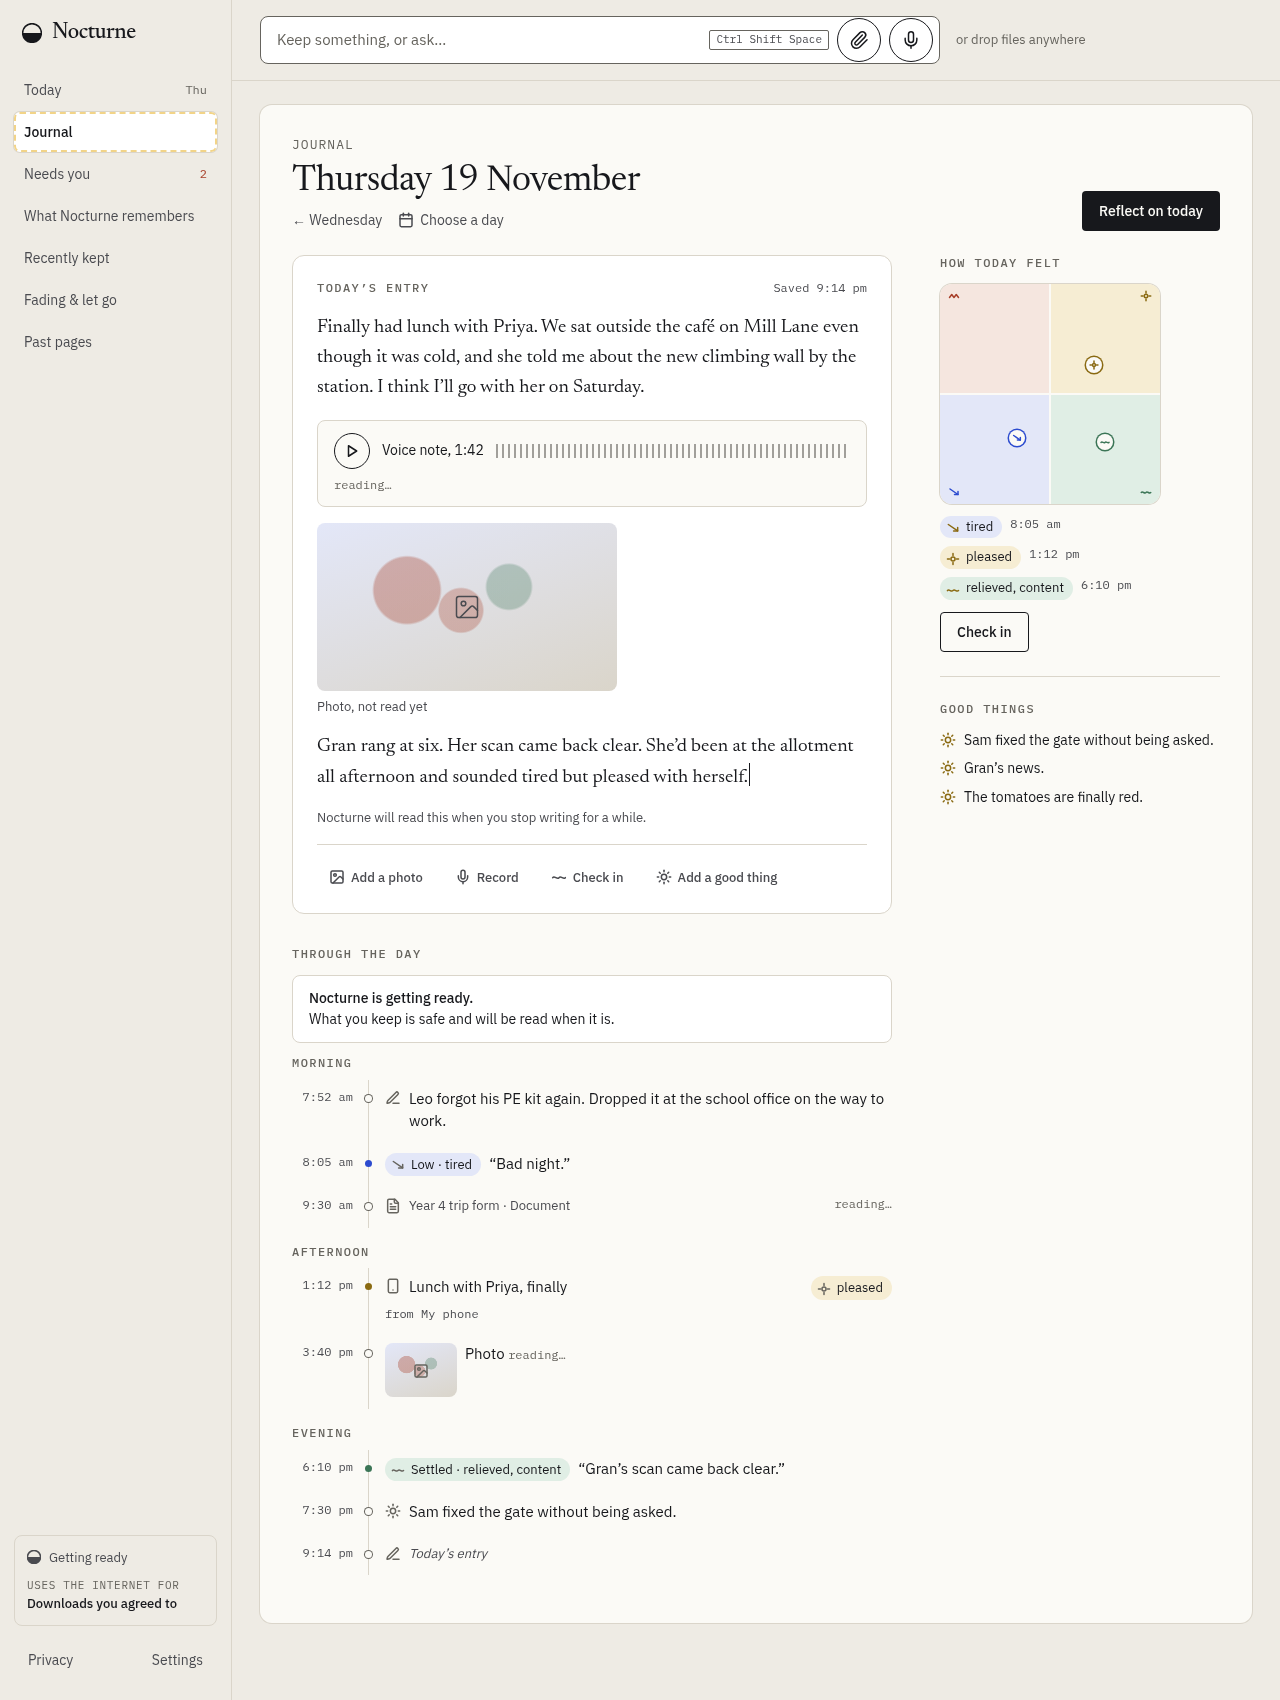 Nocturne
Today Thu
Journal
Needs you 2
What Nocturne remembers
Recently kept
Fading & let go
Past pages
Getting ready
USES THE INTERNET FOR
Downloads you agreed to
Privacy Settings
Keep something, or ask… Ctrl Shift Space or drop files anywhere
JOURNAL
Thursday 19 November
← Wednesday Choose a day
Reflect on today
TODAY’S ENTRY Saved 9:14 pm
Finally had lunch with Priya. We sat outside the café on Mill Lane even
though it was cold, and she told me about the new climbing wall by the
station. I think I’ll go with her on Saturday.
Voice note, 1:42
reading…
Photo, not read yet
Gran rang at six. Her scan came back clear. She’d been at the allotment
all afternoon and sounded tired but pleased with herself.
Nocturne will read this when you stop writing for a while.
Add a photo Record Check in Add a good thing
THROUGH THE DAY
Nocturne is getting ready.
What you keep is safe and will be read when it is.
MORNING
7:52 am Leo forgot his PE kit again. Dropped it at the school office on the way to
work.
8:05 am Low · tired “Bad night.”
9:30 am Year 4 trip form · Document reading…
AFTERNOON
1:12 pm Lunch with Priya, finally pleased
from My phone
3:40 pm Photo reading…
EVENING
6:10 pm Settled · relieved, content “Gran’s scan came back clear.”
7:30 pm Sam fixed the gate without being asked.
9:14 pm Today’s entry
HOW TODAY FELT
tired 8:05 am
pleased 1:12 pm
relieved, content 6:10 pm
Check in
GOOD THINGS
Sam fixed the gate without being asked.
Gran’s news.
The tomatoes are finally red.